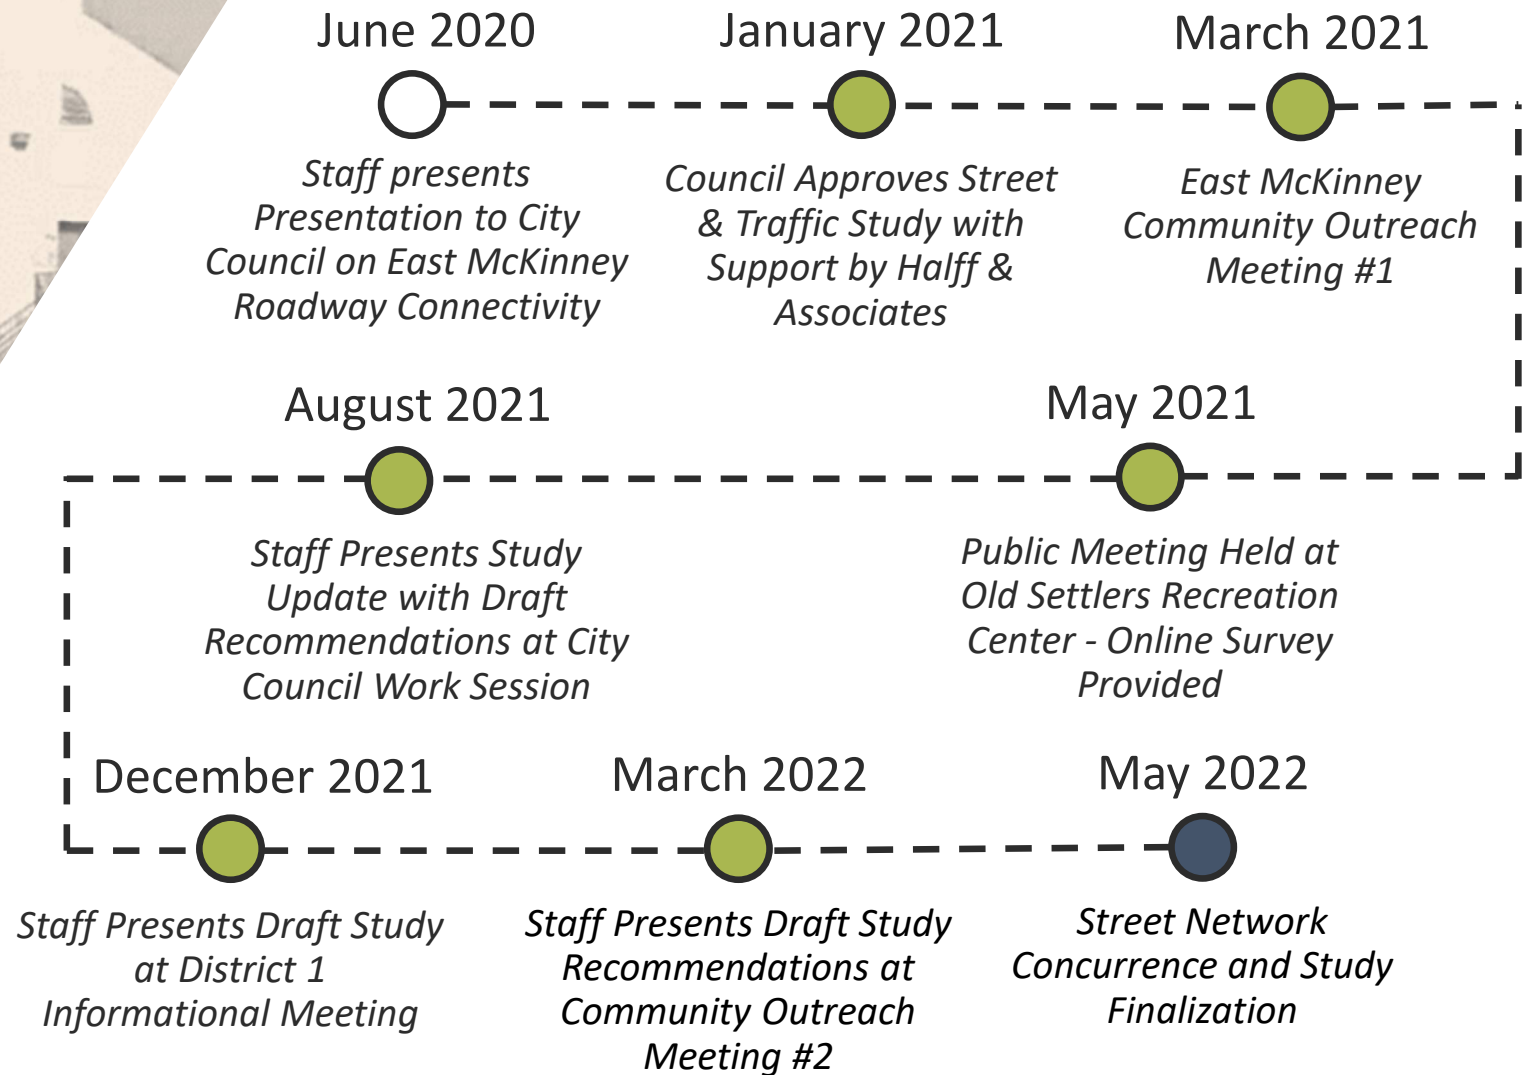 June 2020
Staff presents
Presentation to City
Council on East McKinney
Roadway Connectivity
January 2021
Council Approves Street
& Traffic Study with
Support by Halff &
Associates
March 2021
East McKinney
Community Outreach
Meeting #1
May 2021
Public Meeting Held at
Old Settlers Recreation
Center - Online Survey
Provided
August 2021
Staff Presents Study
Update with Draft
Recommendations at City
Council Work Session
December 2021
Staff Presents Draft Study
at District 1
Informational Meeting
March 2022
Staff Presents Draft Study
Recommendations at
Community Outreach
Meeting #2
May 2022
Street Network
Concurrence and Study
Finalization